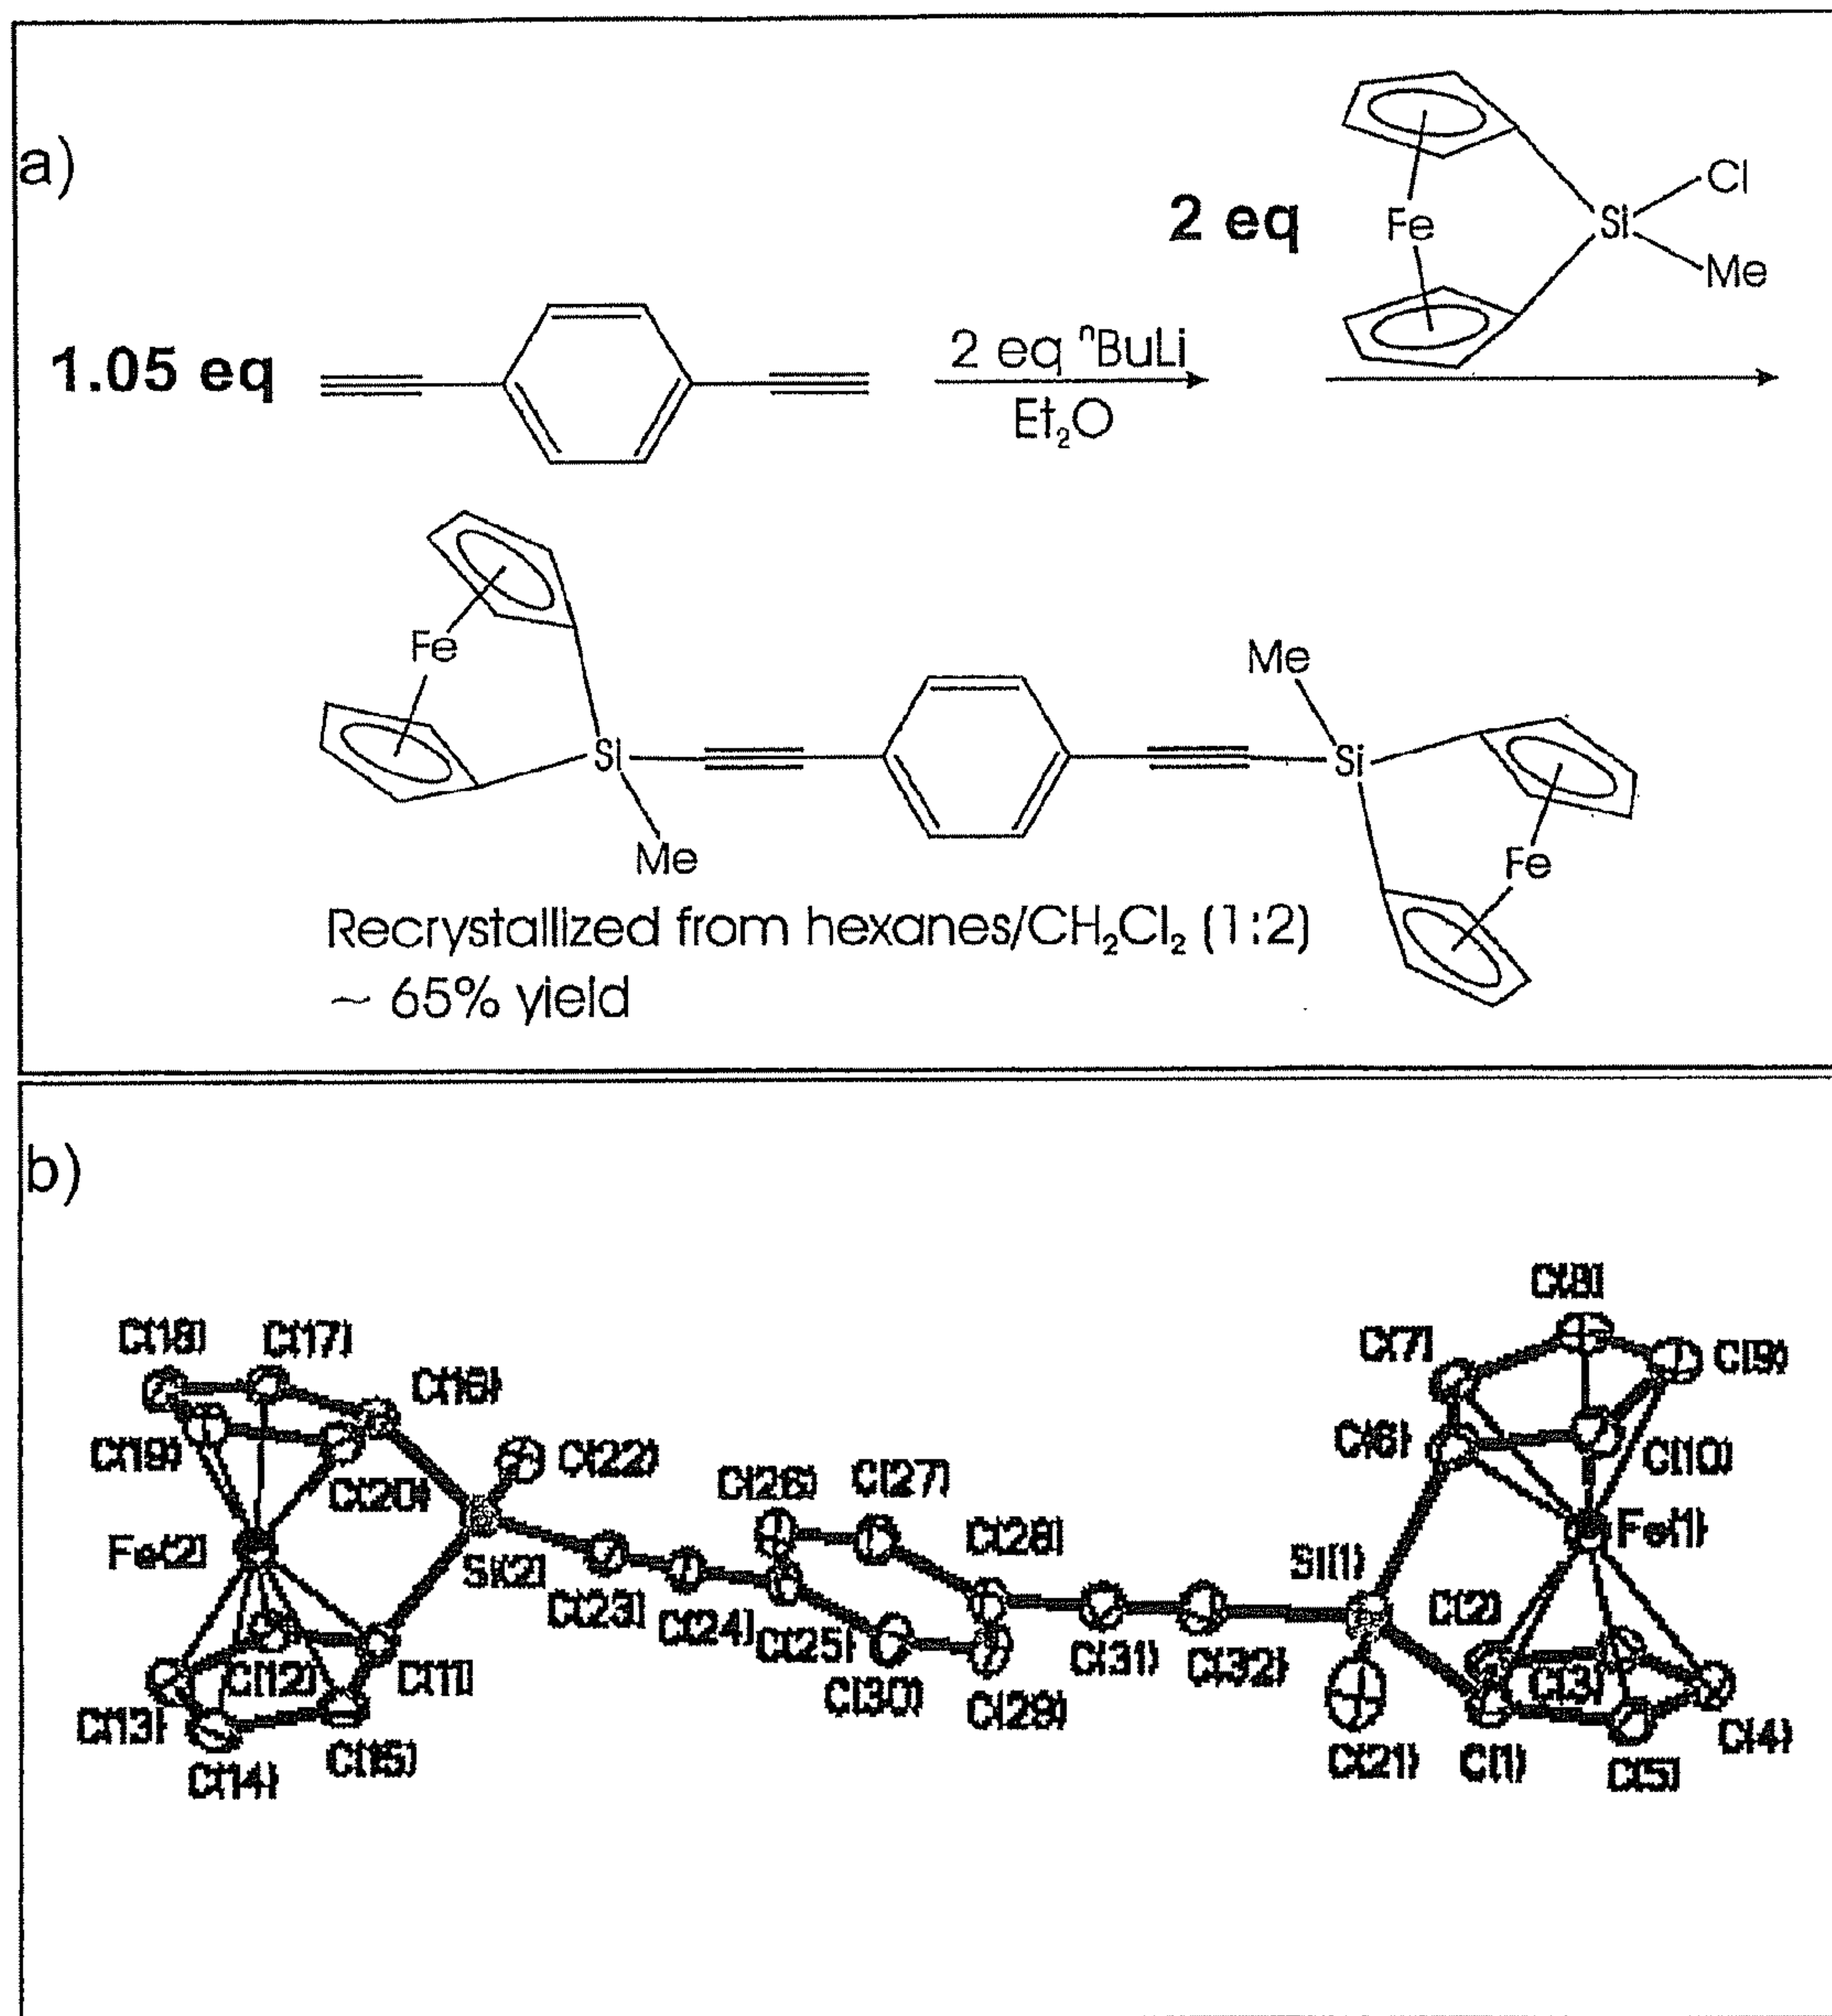 a)
2 eq
Fe
Si
Cl
Me
1.05 eq
2 eq ⁿBuLi
Et₂O
Fe
Si
Me
Me
Si
Fe
Recrystallized from hexanes/CH₂Cl₂ (1:2)
~ 65% yield
b)
C(18) C(17) C(16)
C(19) C(20) C(22)
Fe(2) Si(2) C(23) C(24) C(25)
C(26) C(27) C(28)
C(13) C(12) C(11)
C(14) C(15)
C(30) C(29) C(31) C(32)
C(8)
C(7) C(9)
C(6) C(10)
Si(1) Fe(1)
C(2) C(3)
C(21) C(1) C(5) C(4)